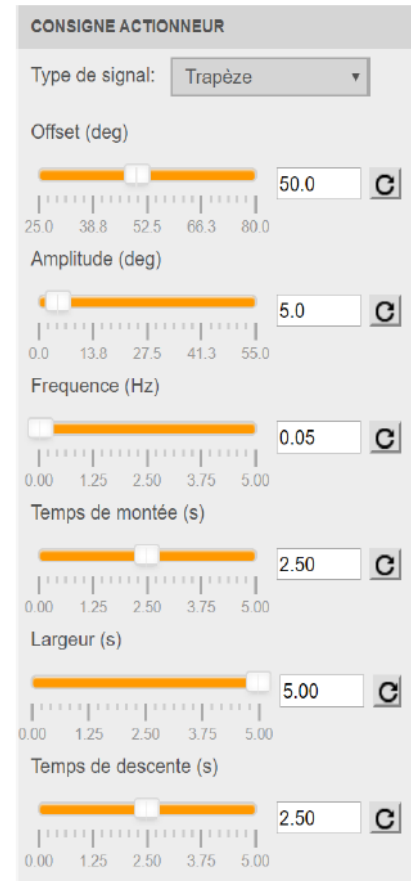 CONSIGNE ACTIONNEUR
Type de signal: Trapèze
Offset (deg)
50.0
25.0 38.8 52.5 66.3 80.0
Amplitude (deg)
5.0
0.0 13.8 27.5 41.3 55.0
Frequence (Hz)
0.05
0.00 1.25 2.50 3.75 5.00
Temps de montée (s)
2.50
0.00 1.25 2.50 3.75 5.00
Largeur (s)
5.00
0.00 1.25 2.50 3.75 5.00
Temps de descente (s)
2.50
0.00 1.25 2.50 3.75 5.00